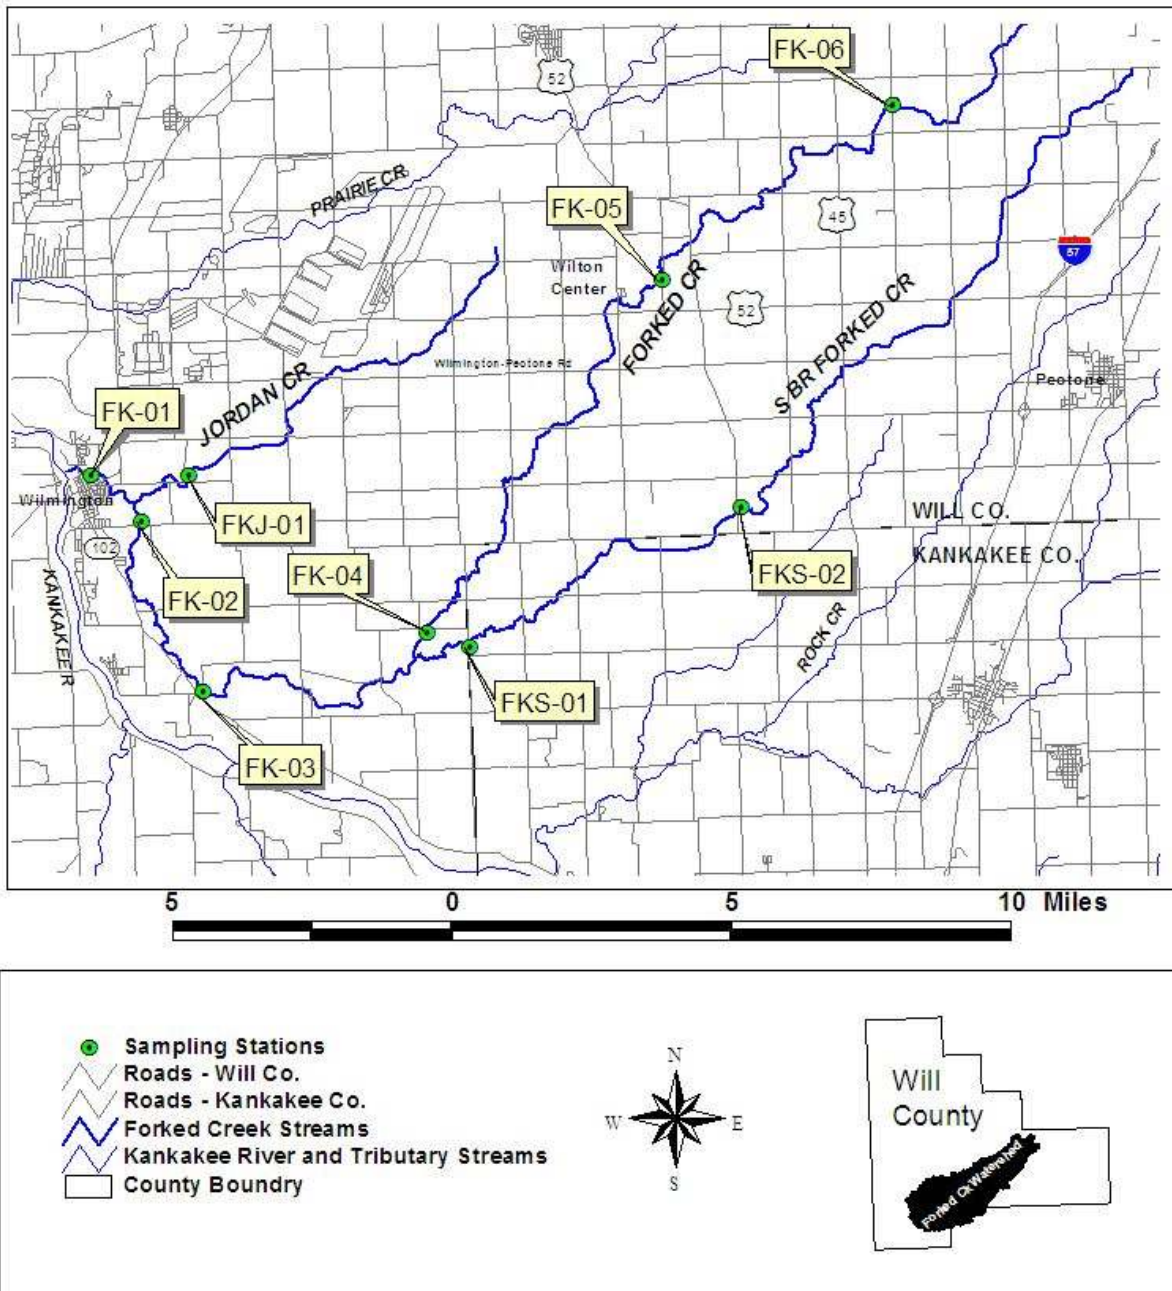 FK-06
52
PRAIRIE CR
FK-05
45
57
Wilton
Center
FORKED CR
52
S BR FORKED CR
Wilmington-Peotone Rd
Peotone
JORDAN CR
FK-01
Wilmington
FKJ-01
WILL CO.
102
KANKAKEE CO.
FK-04
FKS-02
FK-02
KANKAKEE R
ROCK CR
FKS-01
FK-03
5 0 5 10 Miles
Sampling Stations
Roads - Will Co.
Roads - Kankakee Co.
Forked Creek Streams
Kankakee River and Tributary Streams
County Boundry
N
W E
S
Will
County
Forked Ck Watershed